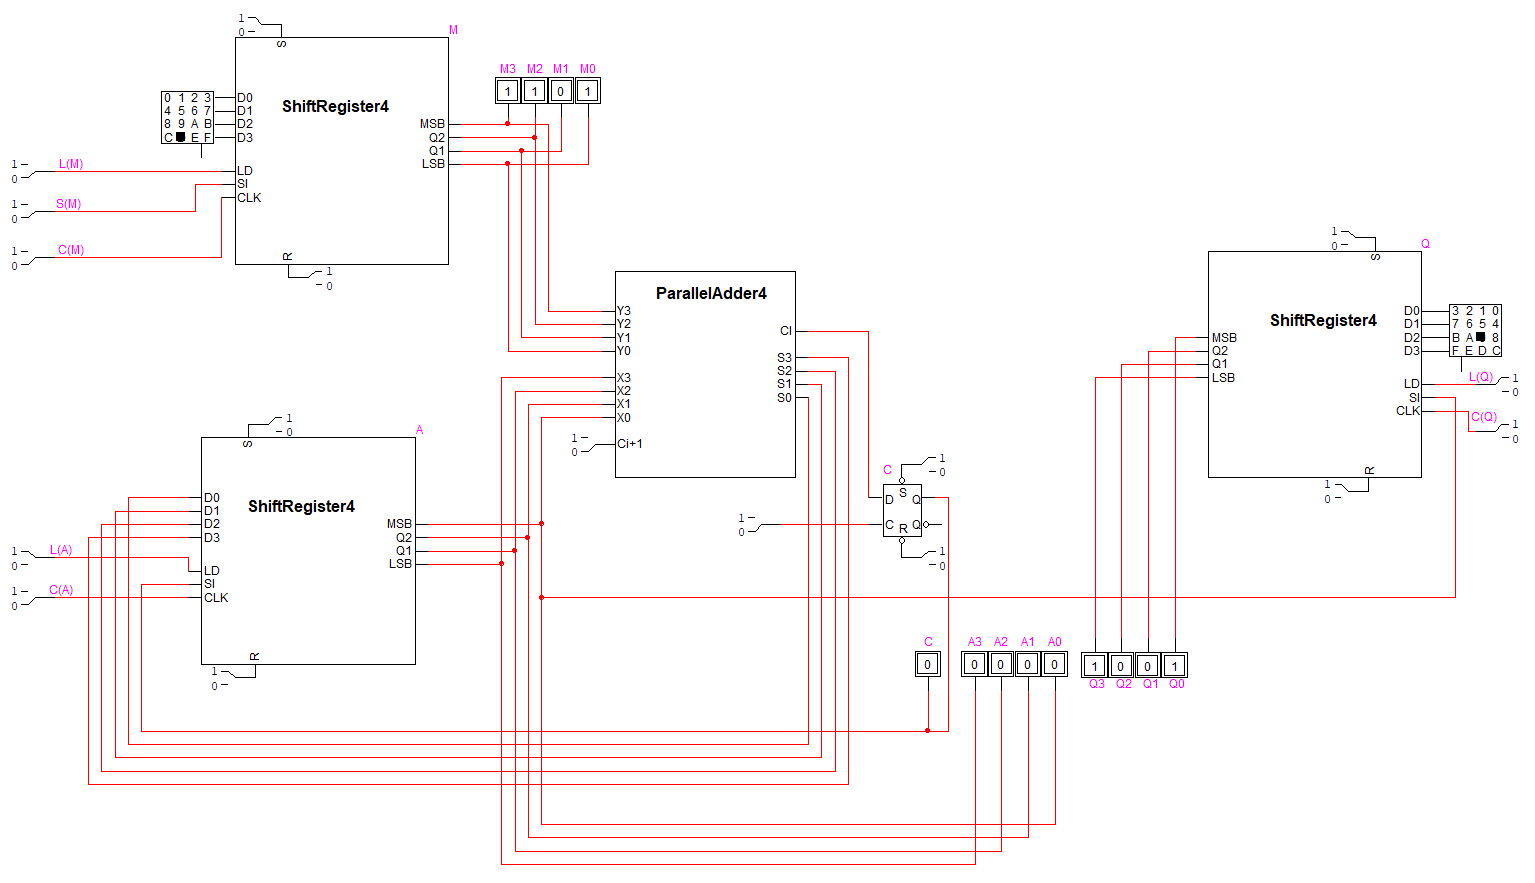 M
1
0
S
ShiftRegister4
0 1 2 3 D0
4 5 6 7 D1
8 9 A B D2
C E F D3
MSB
Q2
Q1
LSB
L(M)
1
0
LD
S(M)
1
0
SI
C(M)
1
0
CLK
R
1
0
M3 M2 M1 M0
1 1 0 1
ParallelAdder4
Y3
Y2
Y1
Y0
X3
X2
X1
X0
1
0
Ci+1
CI
S3
S2
S1
S0
Q
1
0
S
ShiftRegister4
MSB
Q2
Q1
LSB
D0 3 2 1 0
D1 7 6 5 4
D2 B A 8
D3 F E D C
LD
L(Q)
1
0
SI
CLK
C(Q)
1
0
R
1
0
A
1
0
S
ShiftRegister4
D0
D1
D2
D3
MSB
Q2
Q1
LSB
L(A)
1
0
LD
SI
C(A)
1
0
CLK
R
1
0
C
1
0
S
D Q
C Q
R
1
0
1
0
C A3 A2 A1 A0
0 0 0 0 0
1 0 0 1
Q3 Q2 Q1 Q0